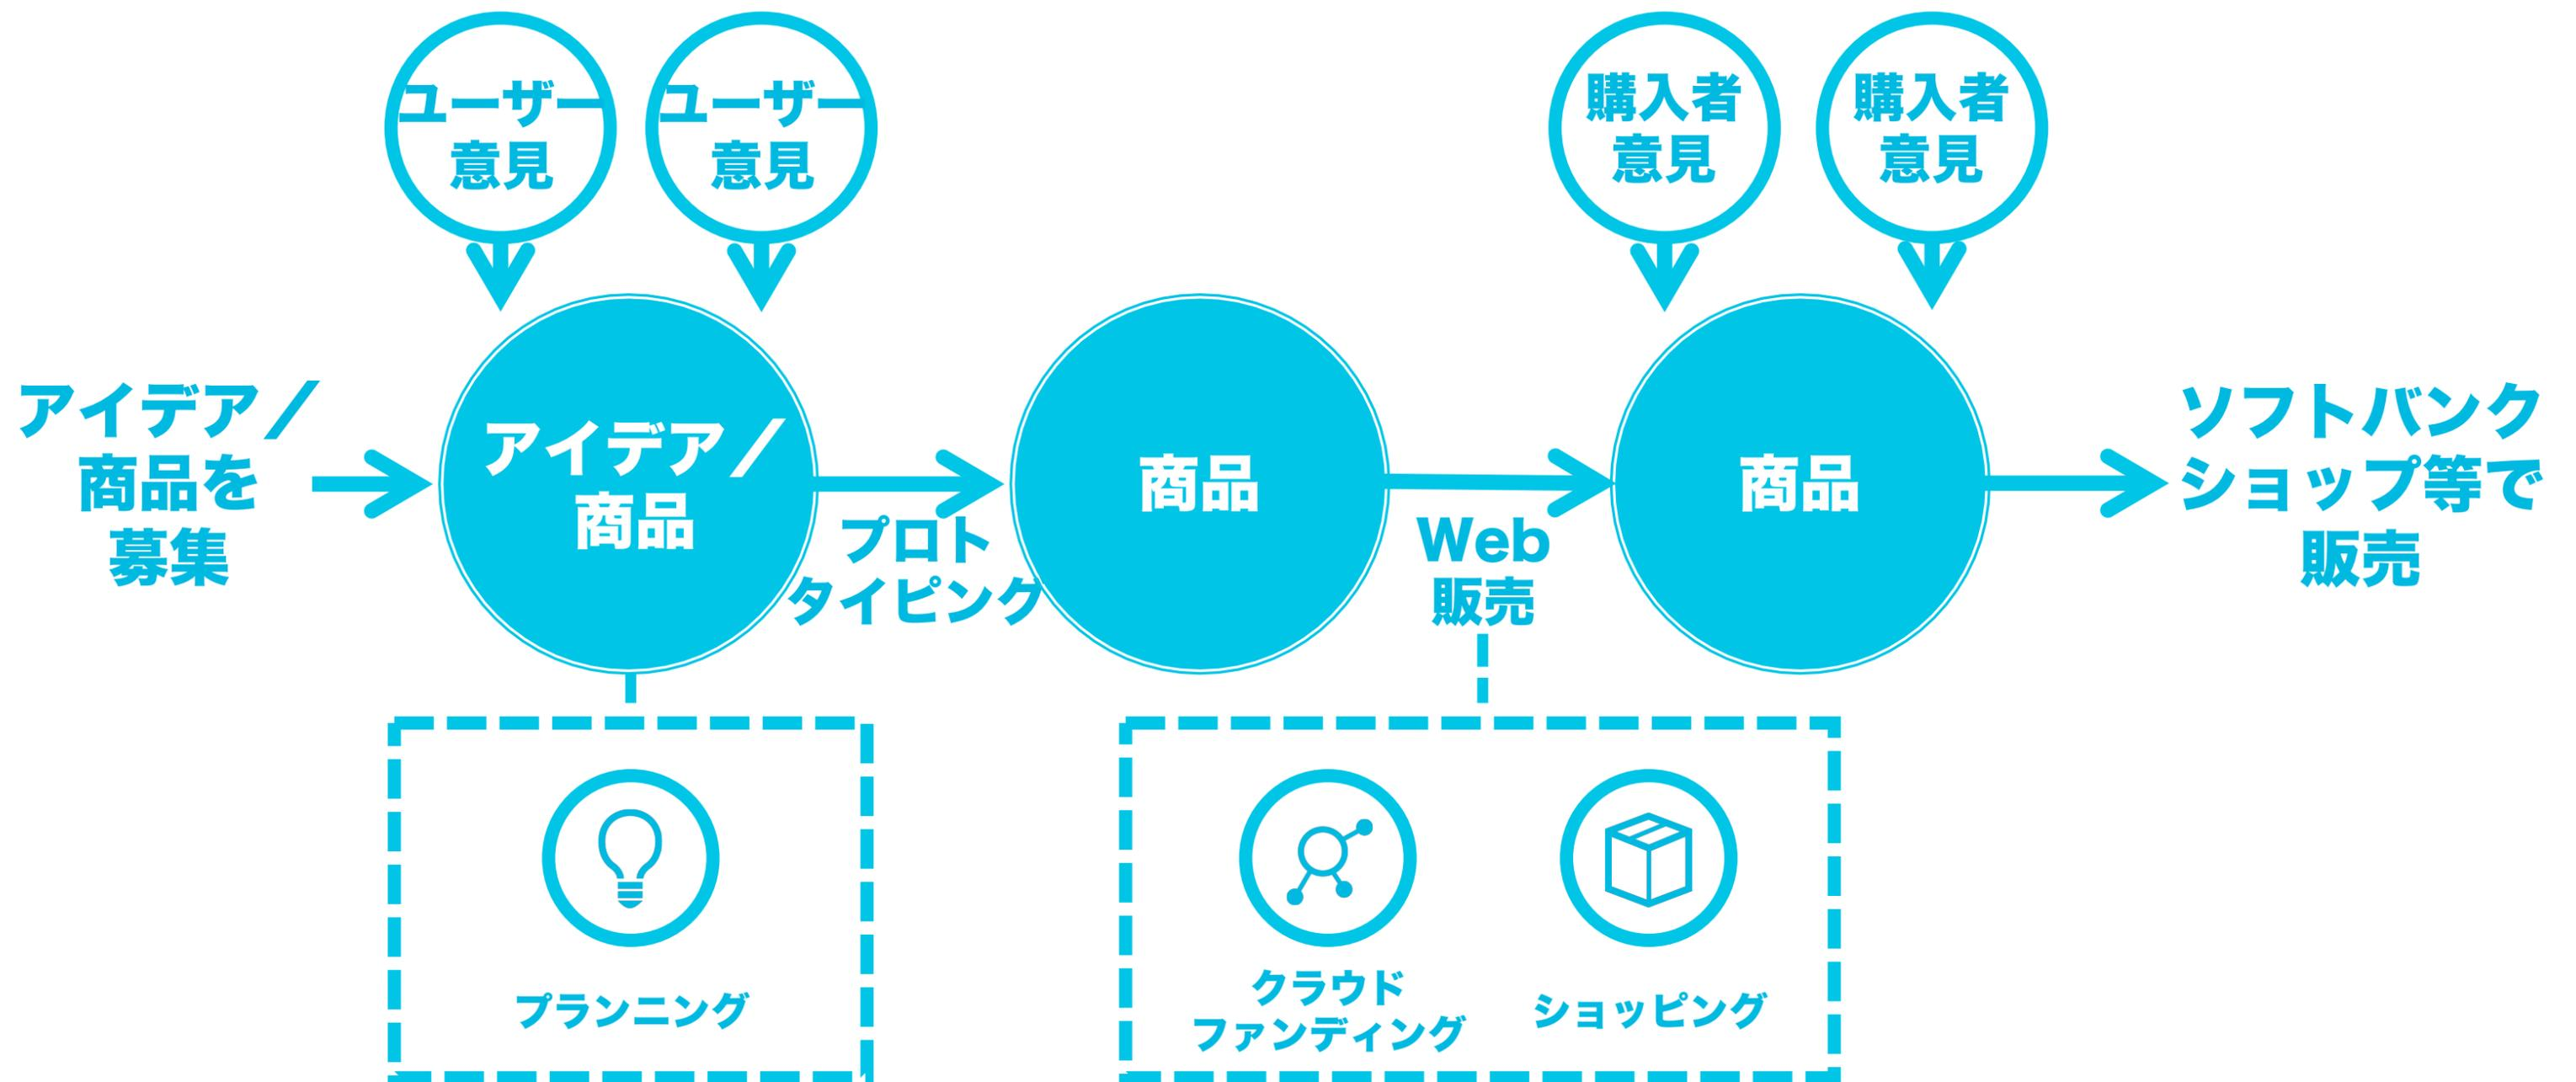 ユーザー
意見
ユーザー
意見
購入者
意見
購入者
意見
アイデア／
商品を
募集
アイデア／
商品
プロト
タイピング
商品
Web
販売
商品
ソフトバンク
ショップ等で
販売
プランニング
クラウド
ファンディング
ショッピング